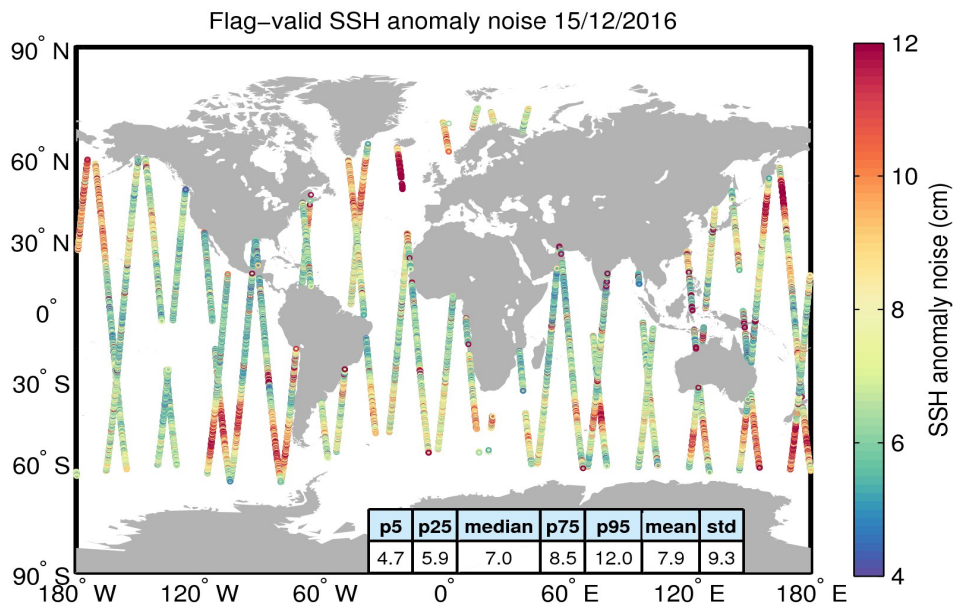 Flag−valid SSH anomaly noise 15/12/2016
90° N
60° N
30° N
0°
30° S
60° S
90° S
180° W 120° W 60° W 0° 60° E 120° E 180° E
p5 p25 median p75 p95 mean std
4.7 5.9 7.0 8.5 12.0 7.9 9.3
12
10
8
6
4
SSH anomaly noise (cm)